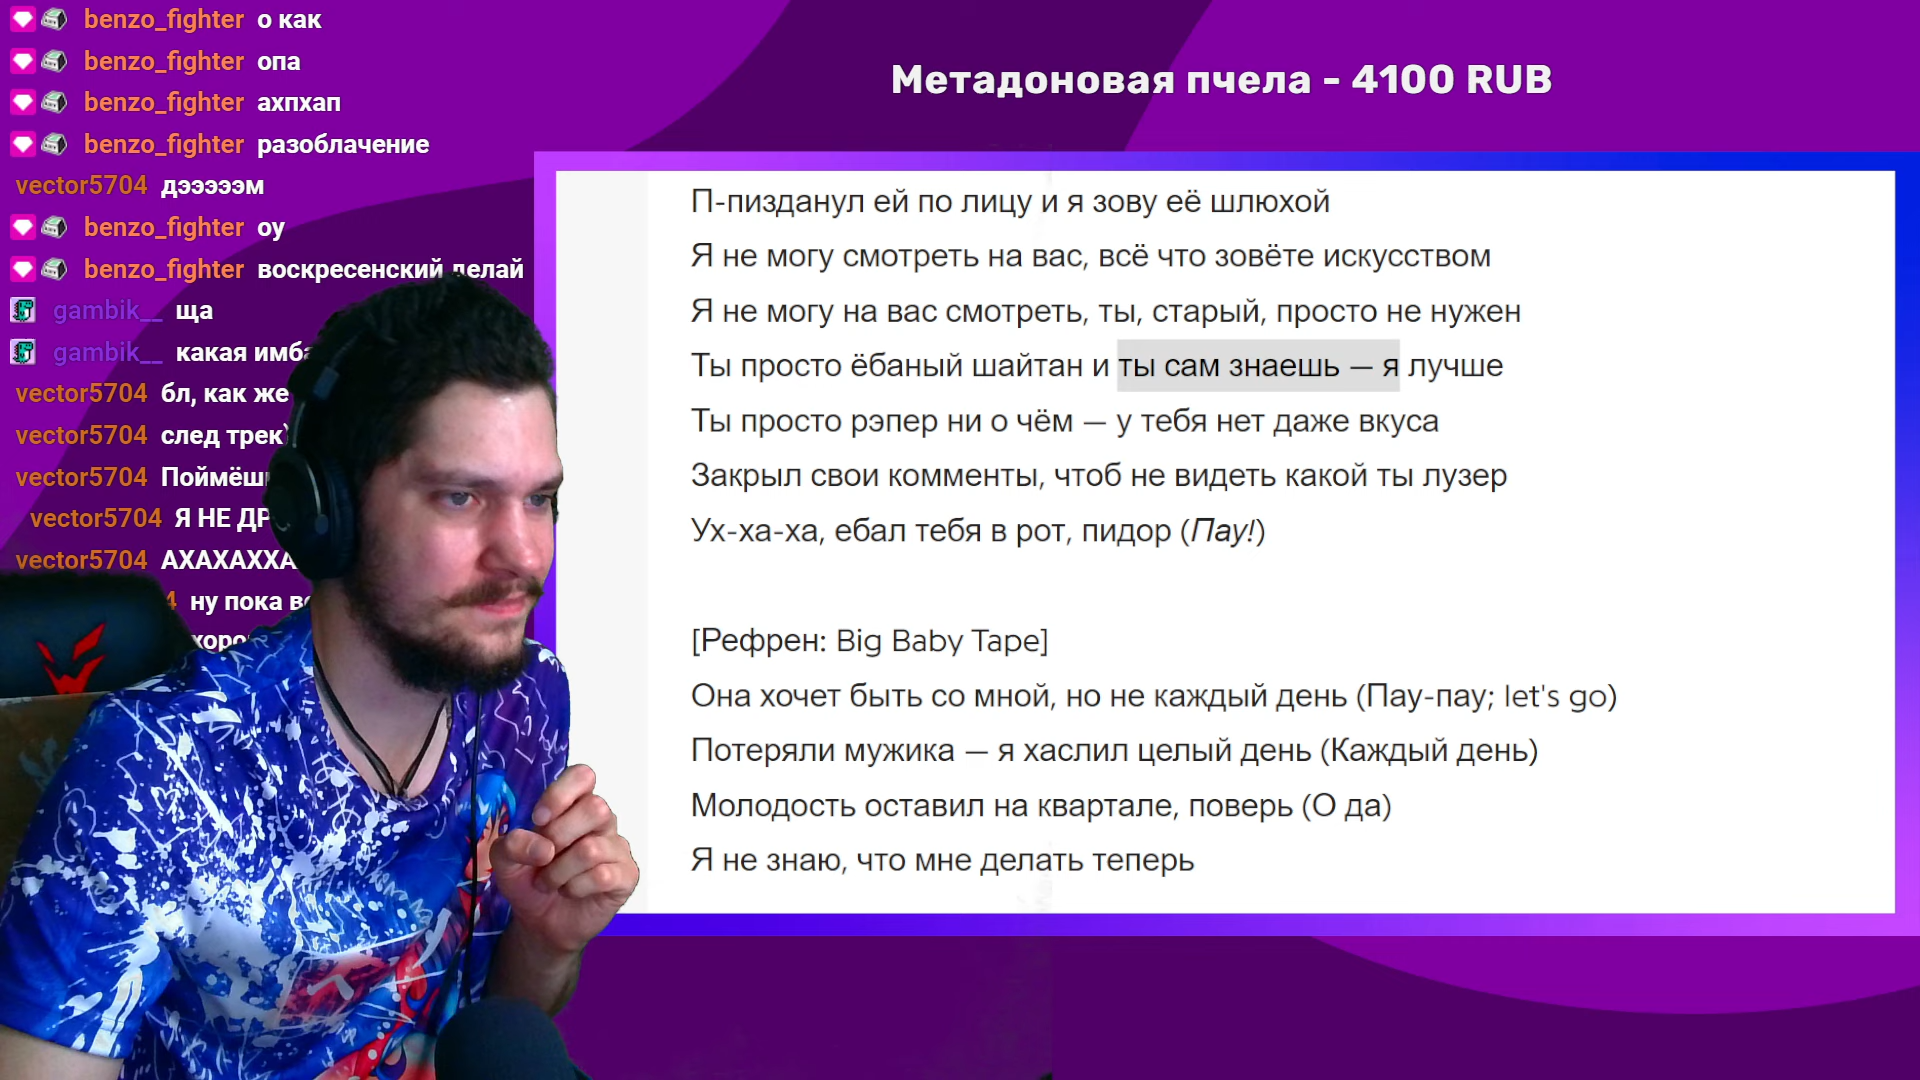 benzo_fighter о как
benzo_fighter опа
benzo_fighter ахпхап
benzo_fighter разоблачение
vector5704 дэээээм
benzo_fighter оу
benzo_fighter воскресенский делай
gambik__ ща
gambik__ какая имба
vector5704 бл, как же
vector5704 след трек
vector5704
vector5704 Я НЕ
vector5704 АХАХАХХА
ну пока
Метадоновая пчела - 4100 RUB
П-пизданул ей по лицу и я зову её шлюхой
Я не могу смотреть на вас, всё что зовёте искусством
Я не могу на вас смотреть, ты, старый, просто не нужен
Ты просто ёбаный шайтан и ты сам знаешь — я лучше
Ты просто рэпер ни о чём — у тебя нет даже вкуса
Закрыл свои комменты, чтоб не видеть какой ты лузер
Ух-ха-ха, ебал тебя в рот, пидор (Пау!)
[Рефрен: Big Baby Tape]
Она хочет быть со мной, но не каждый день (Пау-пау; let's go)
Потеряли мужика — я хаслил целый день (Каждый день)
Молодость оставил на квартале, поверь (О да)
Я не знаю, что мне делать теперь